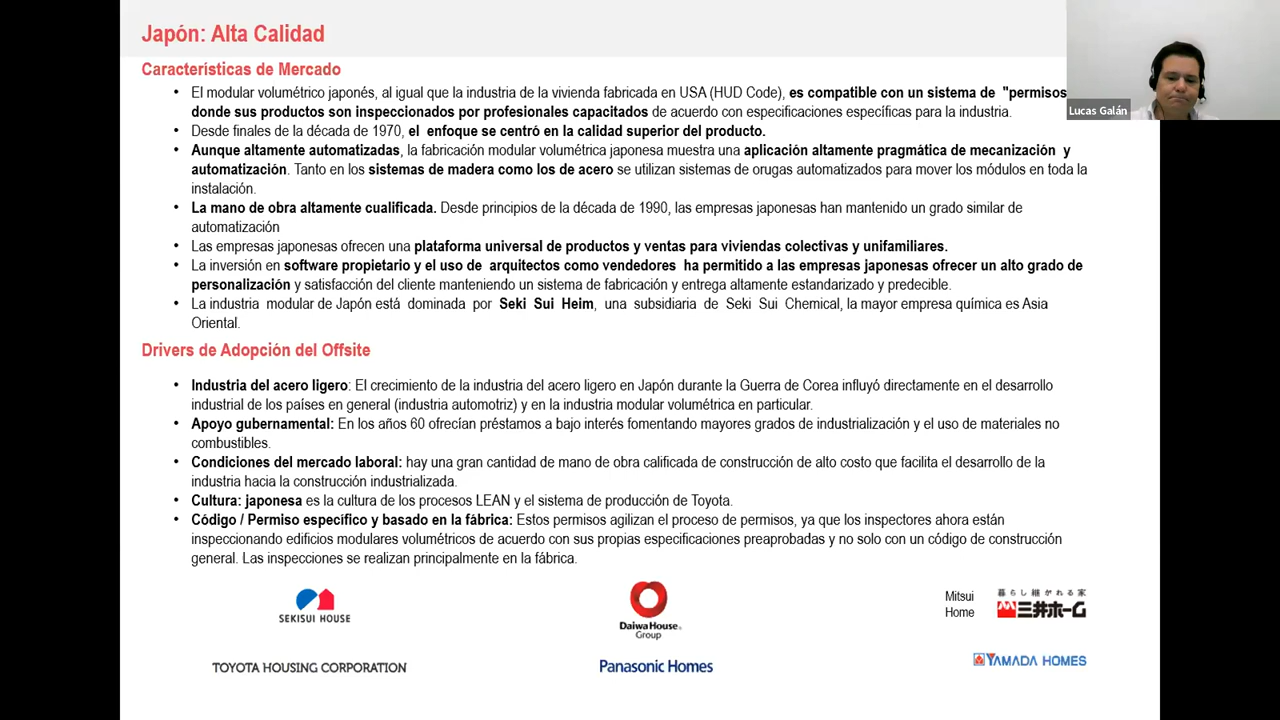 Japón: Alta Calidad
Lucas Galán
Características de Mercado
• El modular volumétrico japonés, al igual que la industria de la vivienda fabricada en USA (HUD Code), es compatible con un sistema de "permisos
donde sus productos son inspeccionados por profesionales capacitados de acuerdo con especificaciones específicas para la industria.
• Desde finales de la década de 1970, el enfoque se centró en la calidad superior del producto.
• Aunque altamente automatizadas, la fabricación modular volumétrica japonesa muestra una aplicación altamente pragmática de mecanización y
automatización. Tanto en los sistemas de madera como los de acero se utilizan sistemas de orugas automatizados para mover los módulos en toda la
instalación.
• La mano de obra altamente cualificada. Desde principios de la década de 1990, las empresas japonesas han mantenido un grado similar de
automatización
• Las empresas japonesas ofrecen una plataforma universal de productos y ventas para viviendas colectivas y unifamiliares.
• La inversión en software propietario y el uso de arquitectos como vendedores ha permitido a las empresas japonesas ofrecer un alto grado de
personalización y satisfacción del cliente manteniendo un sistema de fabricación y entrega altamente estandarizado y predecible.
• La industria modular de Japón está dominada por Seki Sui Heim, una subsidiaria de Seki Sui Chemical, la mayor empresa química es Asia
Oriental.
Drivers de Adopción del Offsite
• Industria del acero ligero: El crecimiento de la industria del acero ligero en Japón durante la Guerra de Corea influyó directamente en el desarrollo
industrial de los países en general (industria automotriz) y en la industria modular volumétrica en particular.
• Apoyo gubernamental: En los años 60 ofrecían préstamos a bajo interés fomentando mayores grados de industrialización y el uso de materiales no
combustibles.
• Condiciones del mercado laboral: hay una gran cantidad de mano de obra calificada de construcción de alto costo que facilita el desarrollo de la
industria hacia la construcción industrializada.
• Cultura: japonesa es la cultura de los procesos LEAN y el sistema de producción de Toyota.
• Código / Permiso específico y basado en la fábrica: Estos permisos agilizan el proceso de permisos, ya que los inspectores ahora están
inspeccionando edificios modulares volumétricos de acuerdo con sus propias especificaciones preaprobadas y no solo con un código de construcción
general. Las inspecciones se realizan principalmente en la fábrica.
SEKISUI HOUSE
Daiwa House
Group
Mitsui
Home
暮らし継がれる家
三井ホーム
TOYOTA HOUSING CORPORATION
Panasonic Homes
YAMADA HOMES